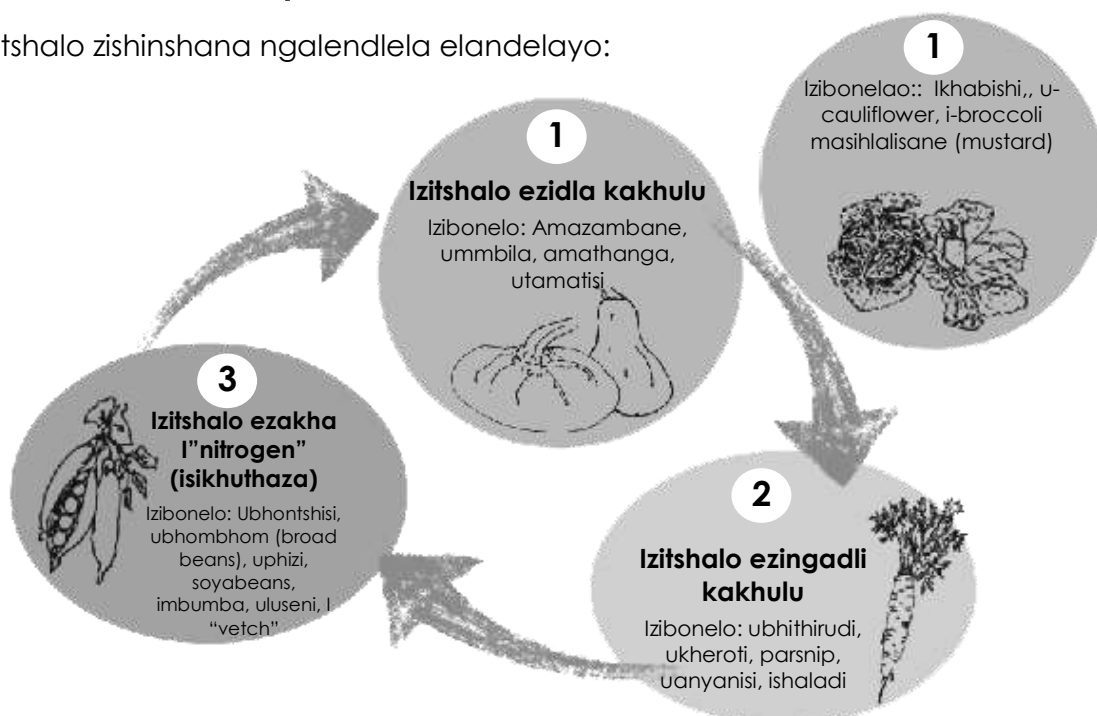 tshalo zishinshana ngalendlela elandelayo:
1
Izibonelao:: Ikhabishi,, u-
cauliflower, i-broccoli
masihlalisane (mustard)
1
Izitshalo ezidla kakhulu
Izibonelo: Amazambane,
ummbila, amathanga,
utamatisi
2
Izitshalo ezingadli
kakhulu
Izibonelo: ubhithirudi,
ukheroti, parsnip,
uanyanisi, ishaladi
3
Izitshalo ezakha
I"nitrogen"
(isikhuthaza)
Izibonelo: Ubhontshisi,
ubhombhom (broad
beans), uphizi,
soyabeans,
imbumba, uluseni, I
"vetch"